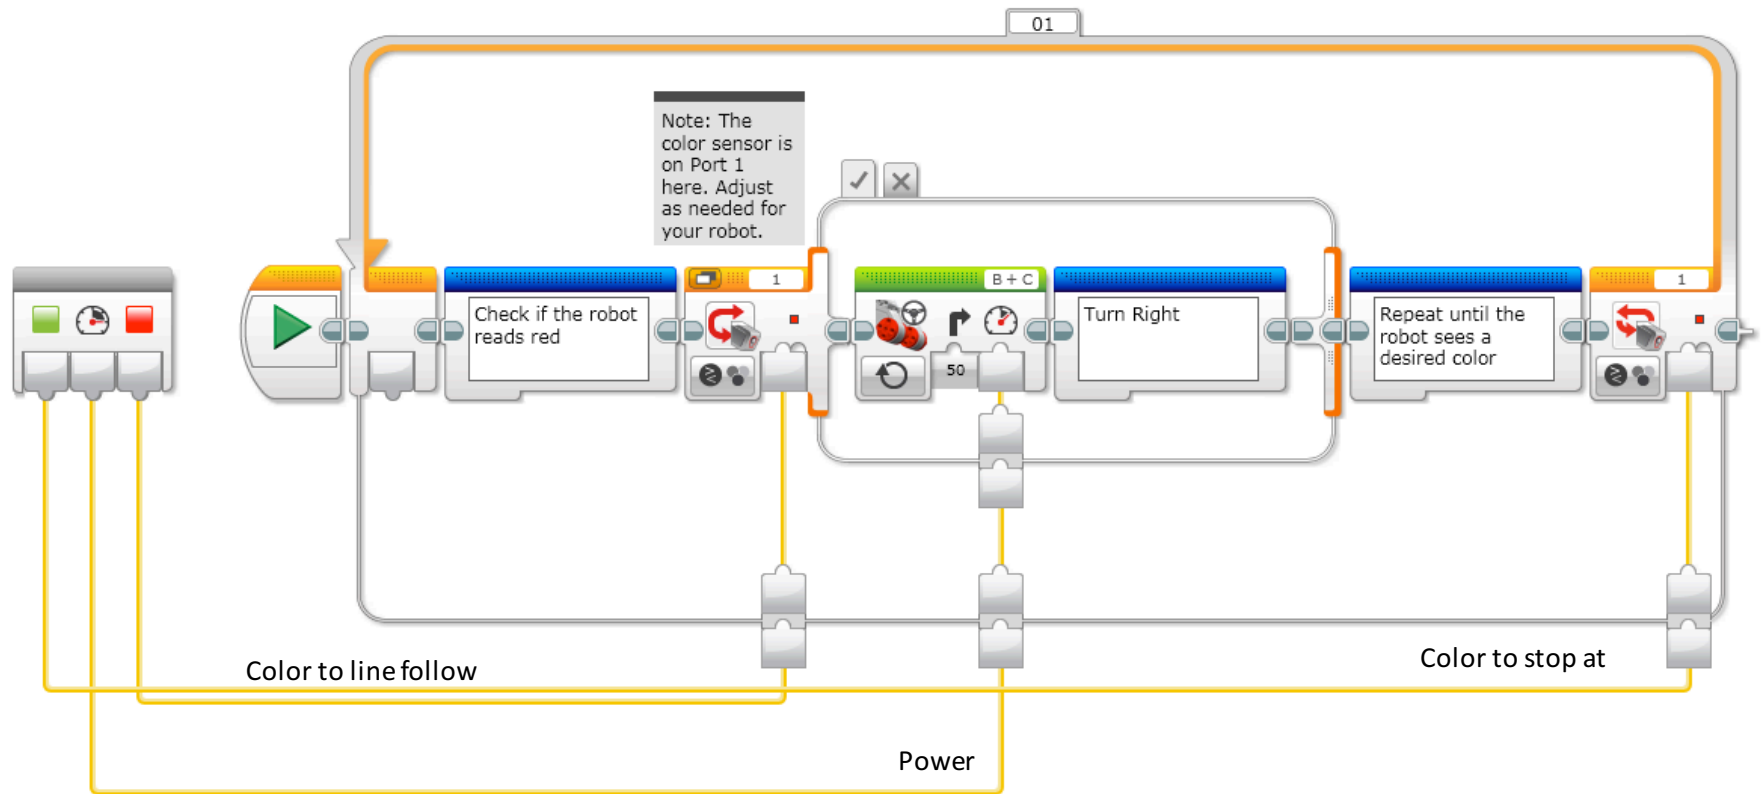 01
Note: The
color sensor is
on Port 1
here. Adjust
as needed for
your robot.
1
B + C
Check if the robot
reads red
Turn Right
50
1
Repeat until the
robot sees a
desired color
Color to line follow
Color to stop at
Power